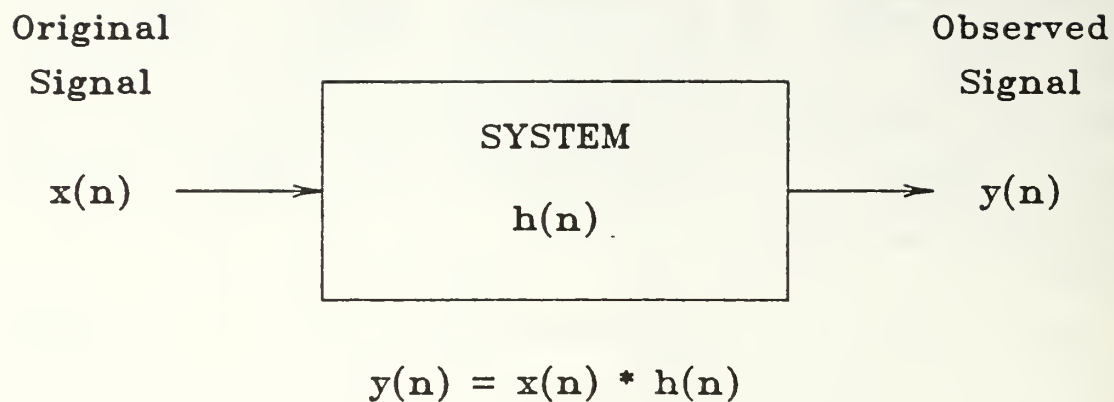 Original
Signal
Observed
Signal
SYSTEM
x(n)
h(n)
y(n)
y(n) = x(n) * h(n)